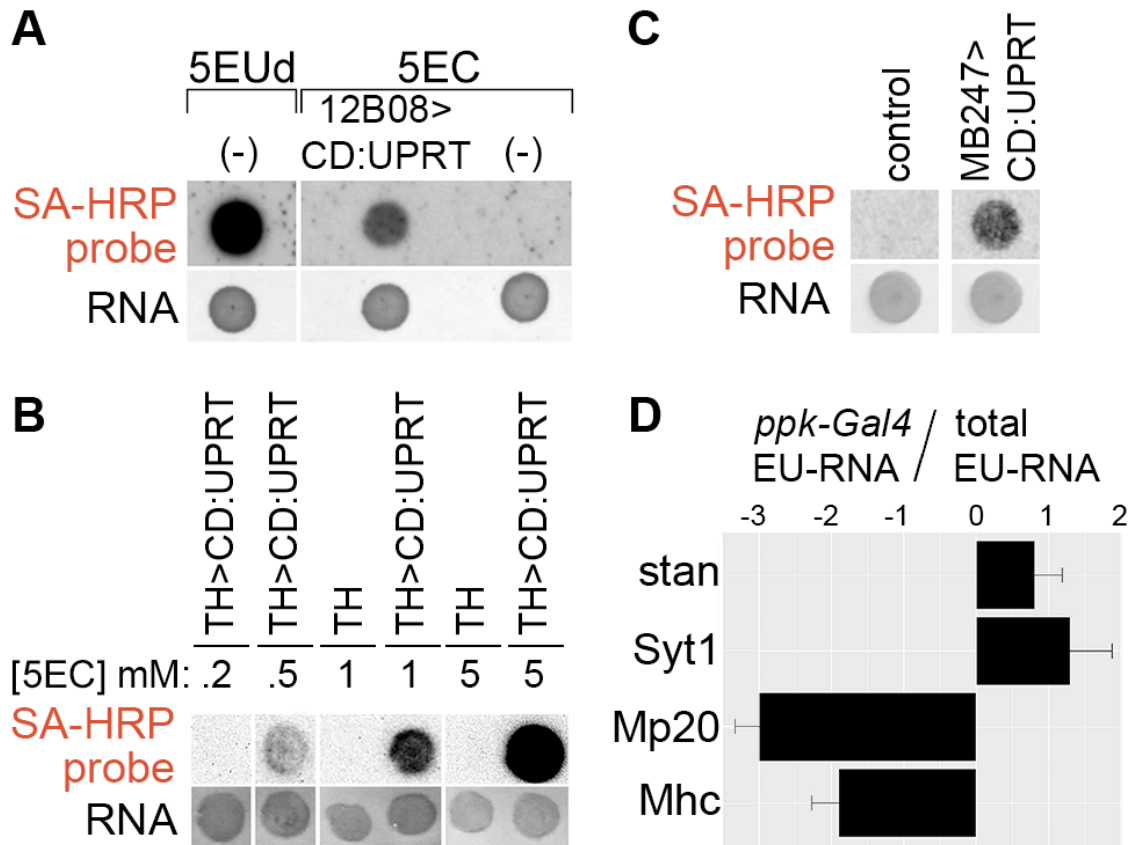 A
5EUd 5EC
12B08>
(-) CD:UPRT (-)
SA-HRP
probe
RNA
B
TH>CD:UPRT TH>CD:UPRT TH TH>CD:UPRT TH TH>CD:UPRT
[5EC] mM: .2 .5 1 1 5 5
SA-HRP
probe
RNA
C
control MB247>
CD:UPRT
SA-HRP
probe
RNA
D
ppk-Gal4 / total
EU-RNA EU-RNA
-3 -2 -1 0 1 2
stan
Syt1
Mp20
Mhc